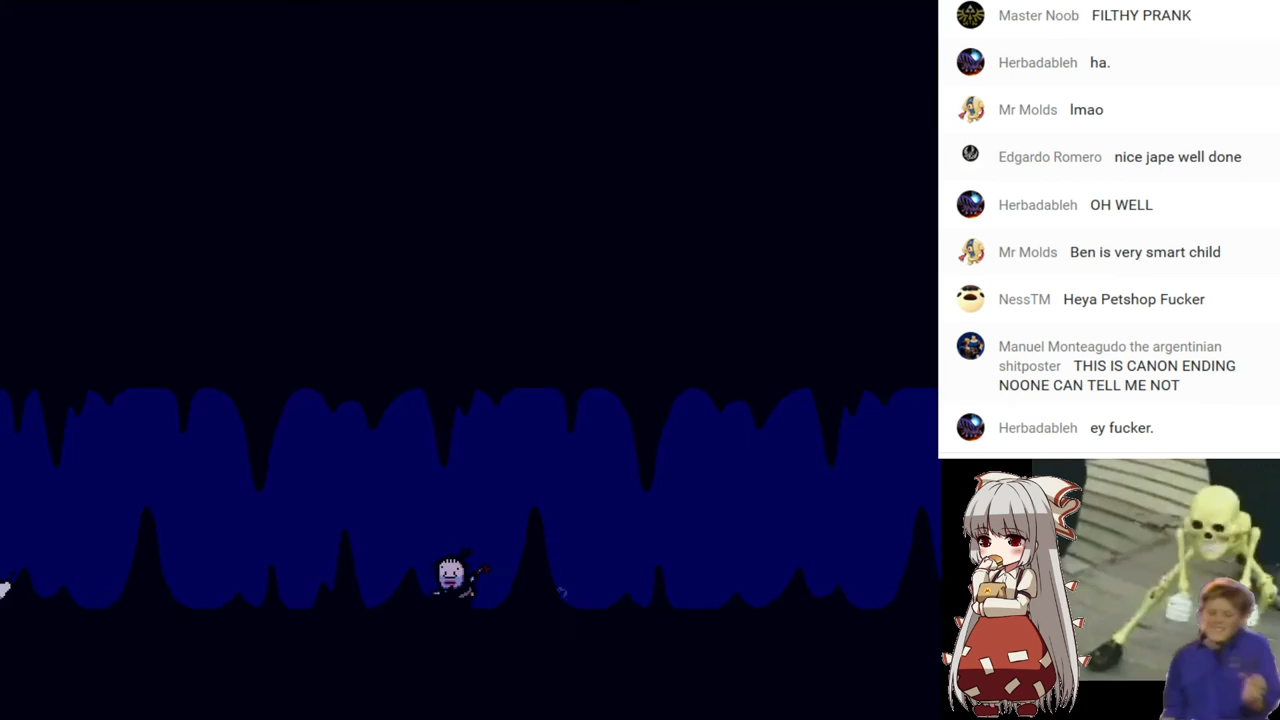 Master Noob FILTHY PRANK
Herbadableh ha.
Mr Molds lmao
Edgardo Romero nice jape well done
Herbadableh OH WELL
Mr Molds Ben is very smart child
NessTM Heya Petshop Fucker
Manuel Monteagudo the argentinian
shitposter THIS IS CANON ENDING
NOONE CAN TELL ME NOT
Herbadableh ey fucker.